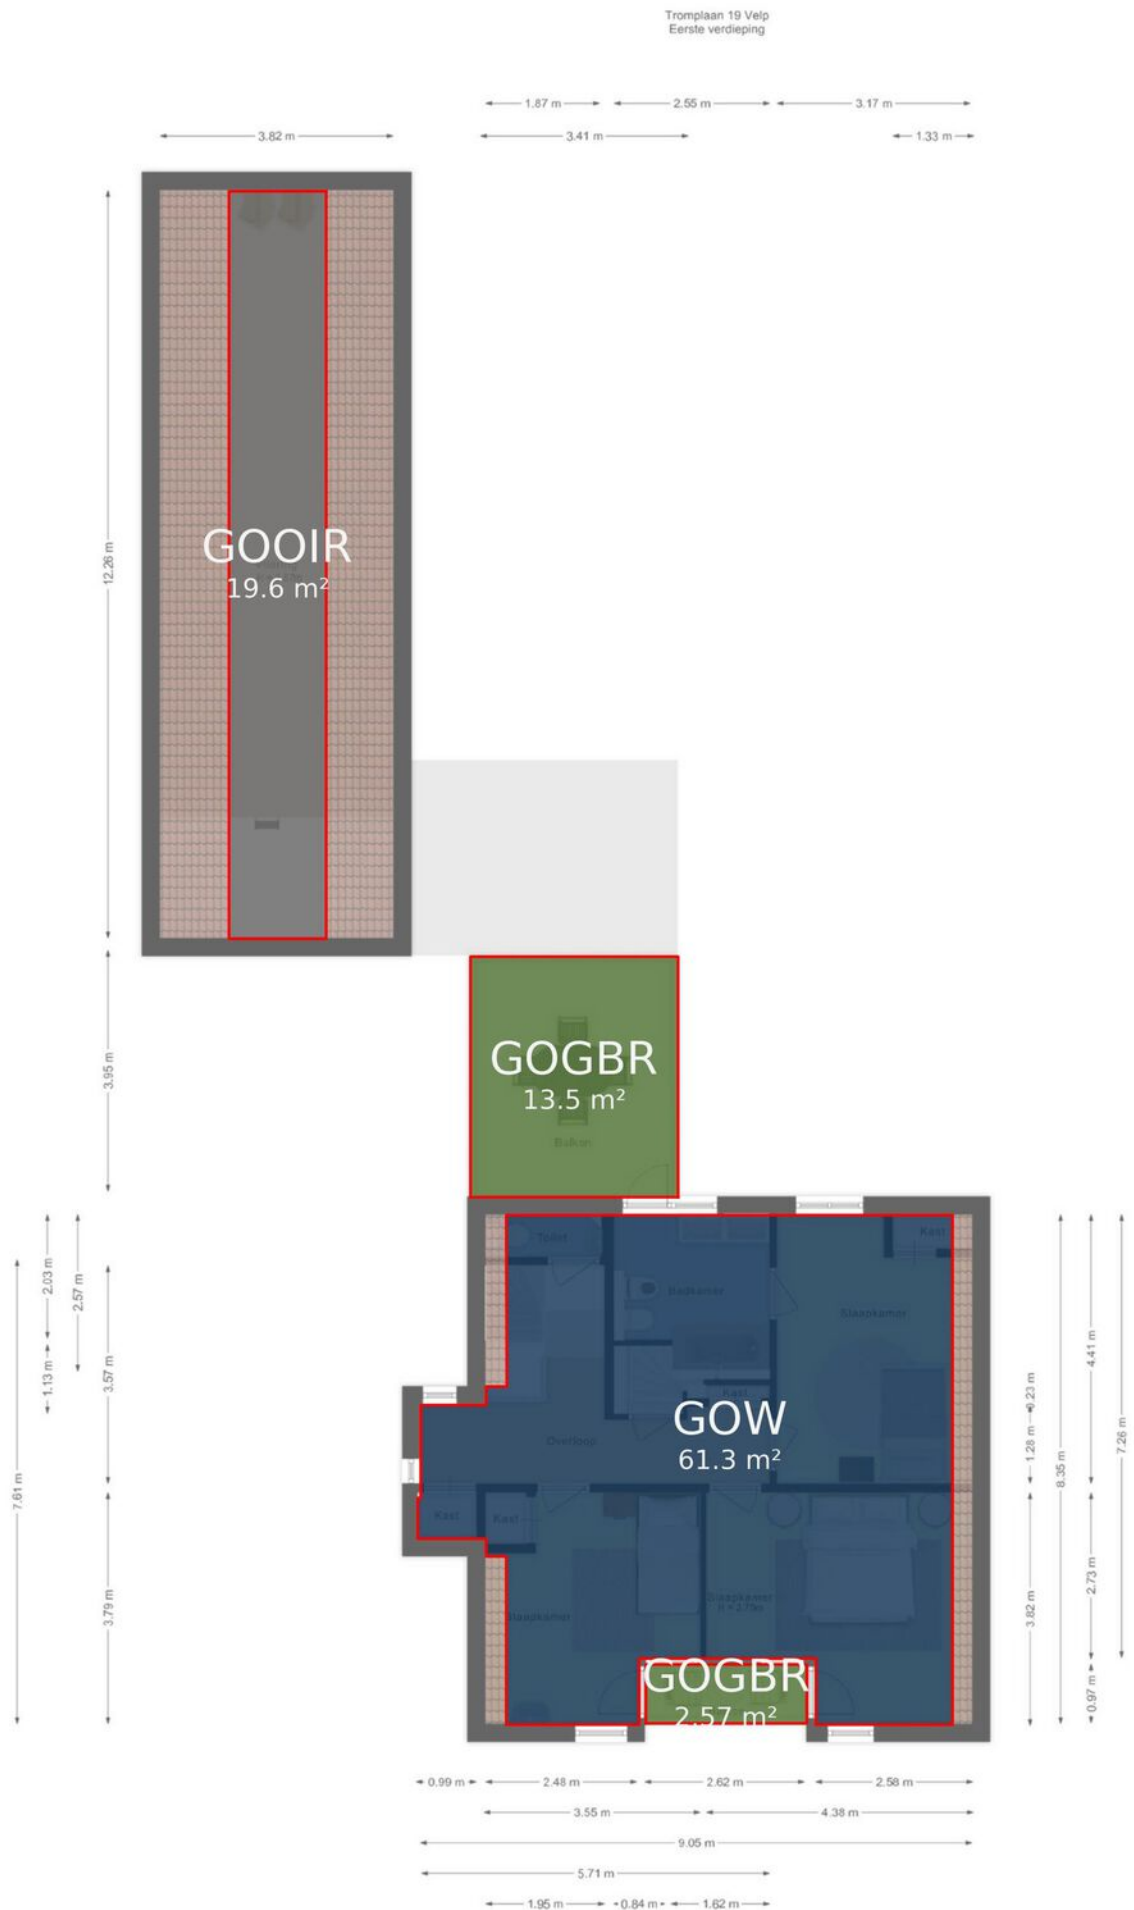 Tromplaan 19 Velp
Eerste verdieping
1.87 m
2.55 m
3.17 m
3.82 m
3.41 m
1.33 m
12.26 m
GOOIR
19.6 m²
3.95 m
GOGBR
13.5 m²
Balkon
7.61 m
2.03 m
1.13 m
2.57 m
3.57 m
3.79 m
Toilet
Badkamer
Kast
Slaapkamer
Kast
GOW
61.3 m²
Overloop
Kast
Kast
Slaapkamer
Slaapkamer
H = 2.70m
GOGBR
2.57 m²
0.23 m
1.28 m
3.82 m
8.35 m
4.41 m
2.73 m
0.97 m
7.26 m
0.99 m
2.48 m
2.62 m
2.58 m
3.55 m
4.38 m
9.05 m
5.71 m
1.95 m
0.84 m
1.62 m